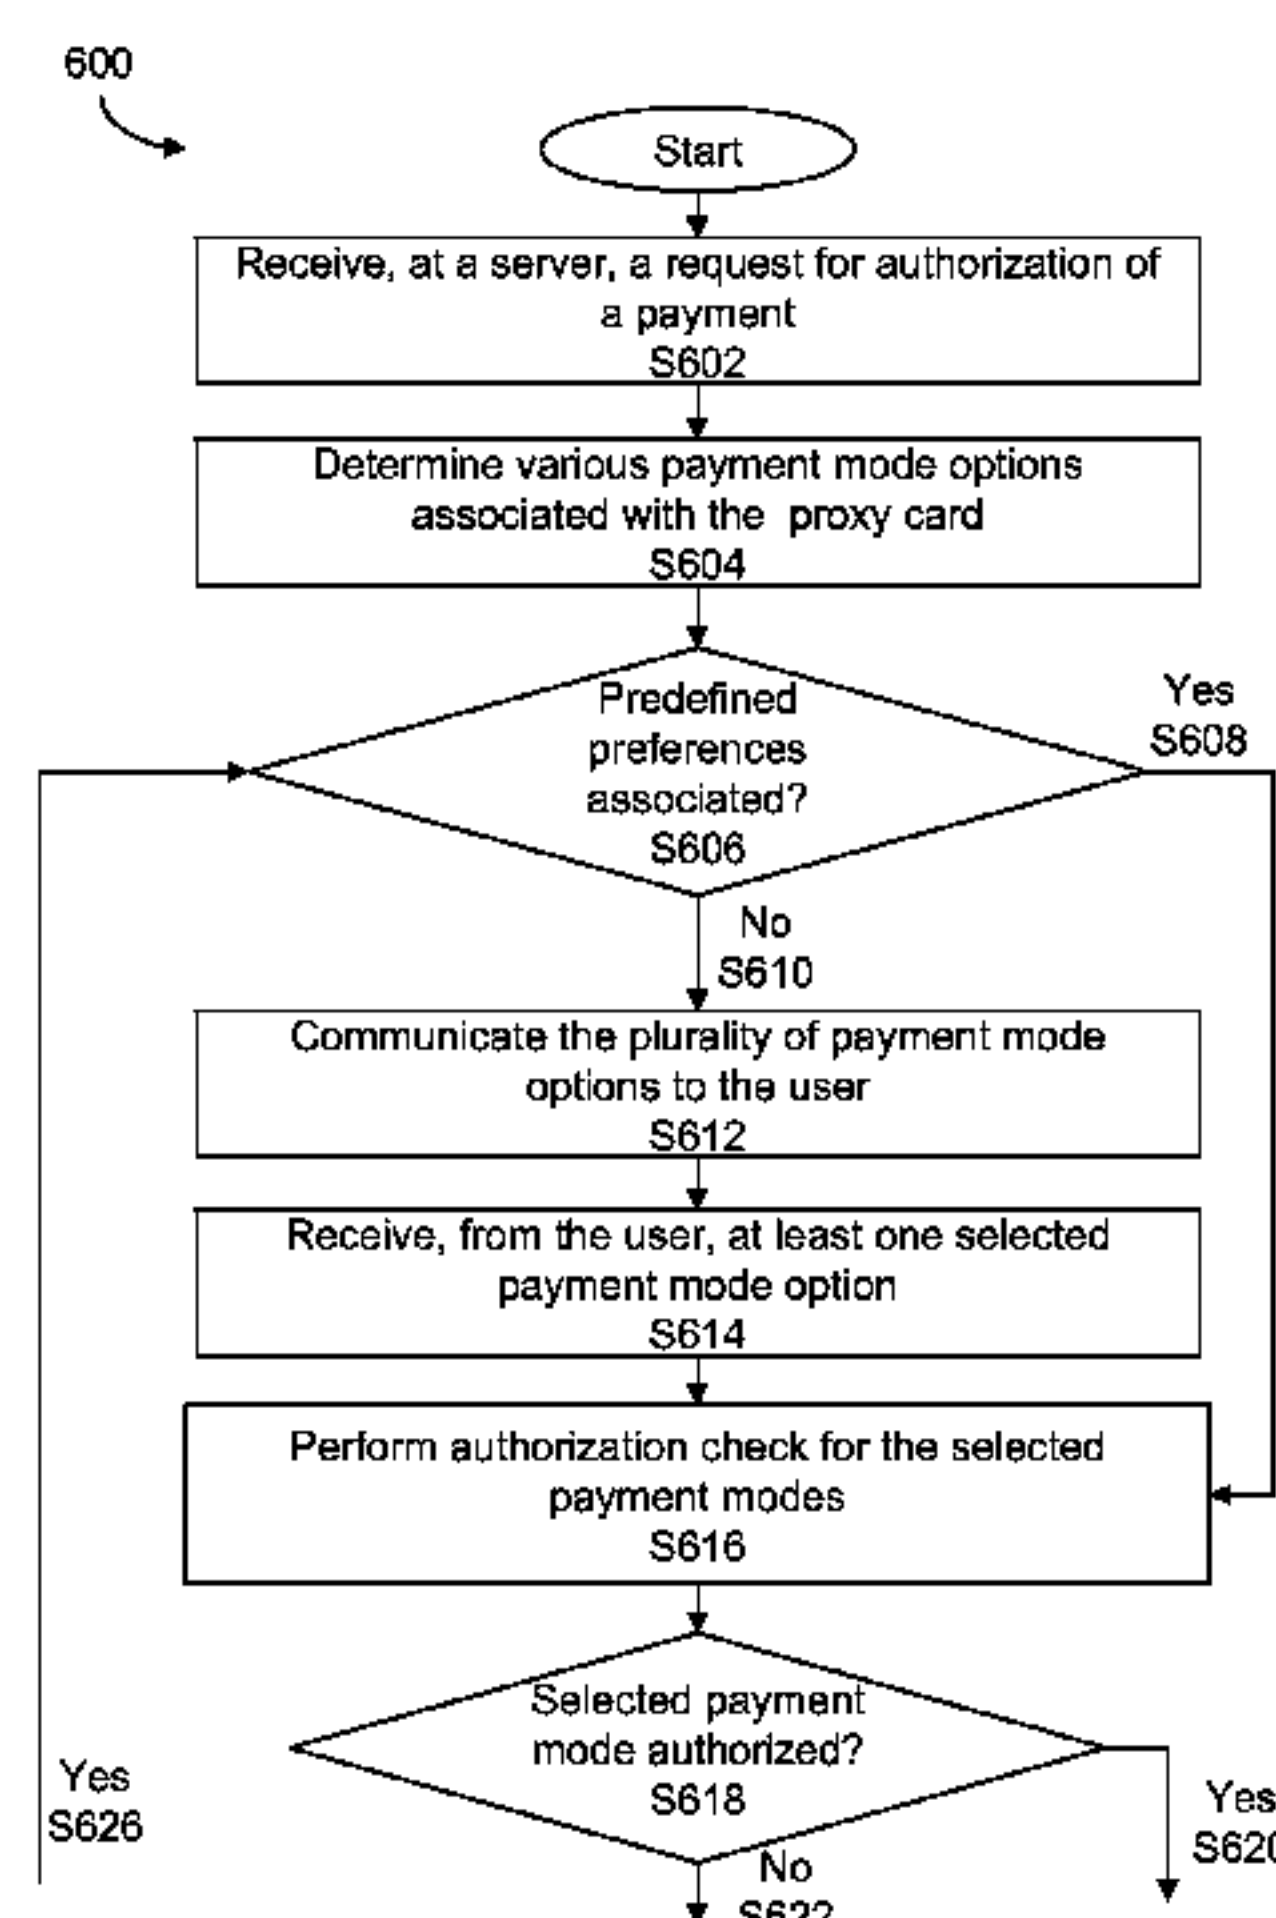 600
Start
Receive, at a server, a request for authorization of
a payment
S602
Determine various payment mode options
associated with the proxy card
S604
Predefined
preferences
associated?
S606
Yes
S608
No
S610
Communicate the plurality of payment mode
options to the user
S612
Receive, from the user, at least one selected
payment mode option
S614
Perform authorization check for the selected
payment modes
S616
Selected payment
mode authorized?
S618
Yes
S626
Yes
S620
No
S622